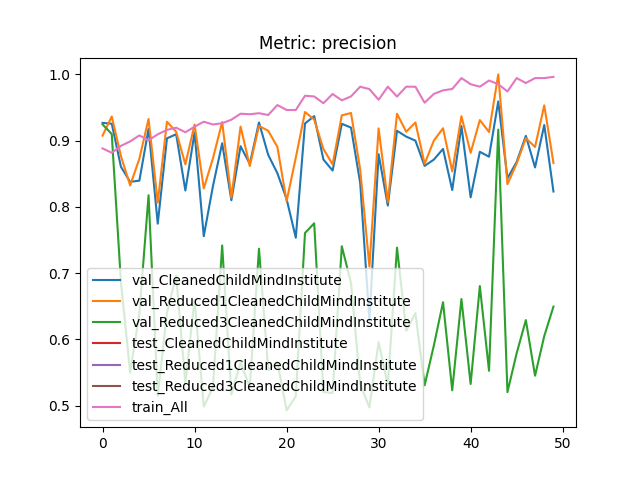 Metric: precision
1.0
0.9
0.8
0.7
0.6
0.5
val_CleanedChildMindInstitute
val_Reduced1CleanedChildMindInstitute
val_Reduced3CleanedChildMindInstitute
test_CleanedChildMindInstitute
test_Reduced1CleanedChildMindInstitute
test_Reduced3CleanedChildMindInstitute
train_All
0 10 20 30 40 50